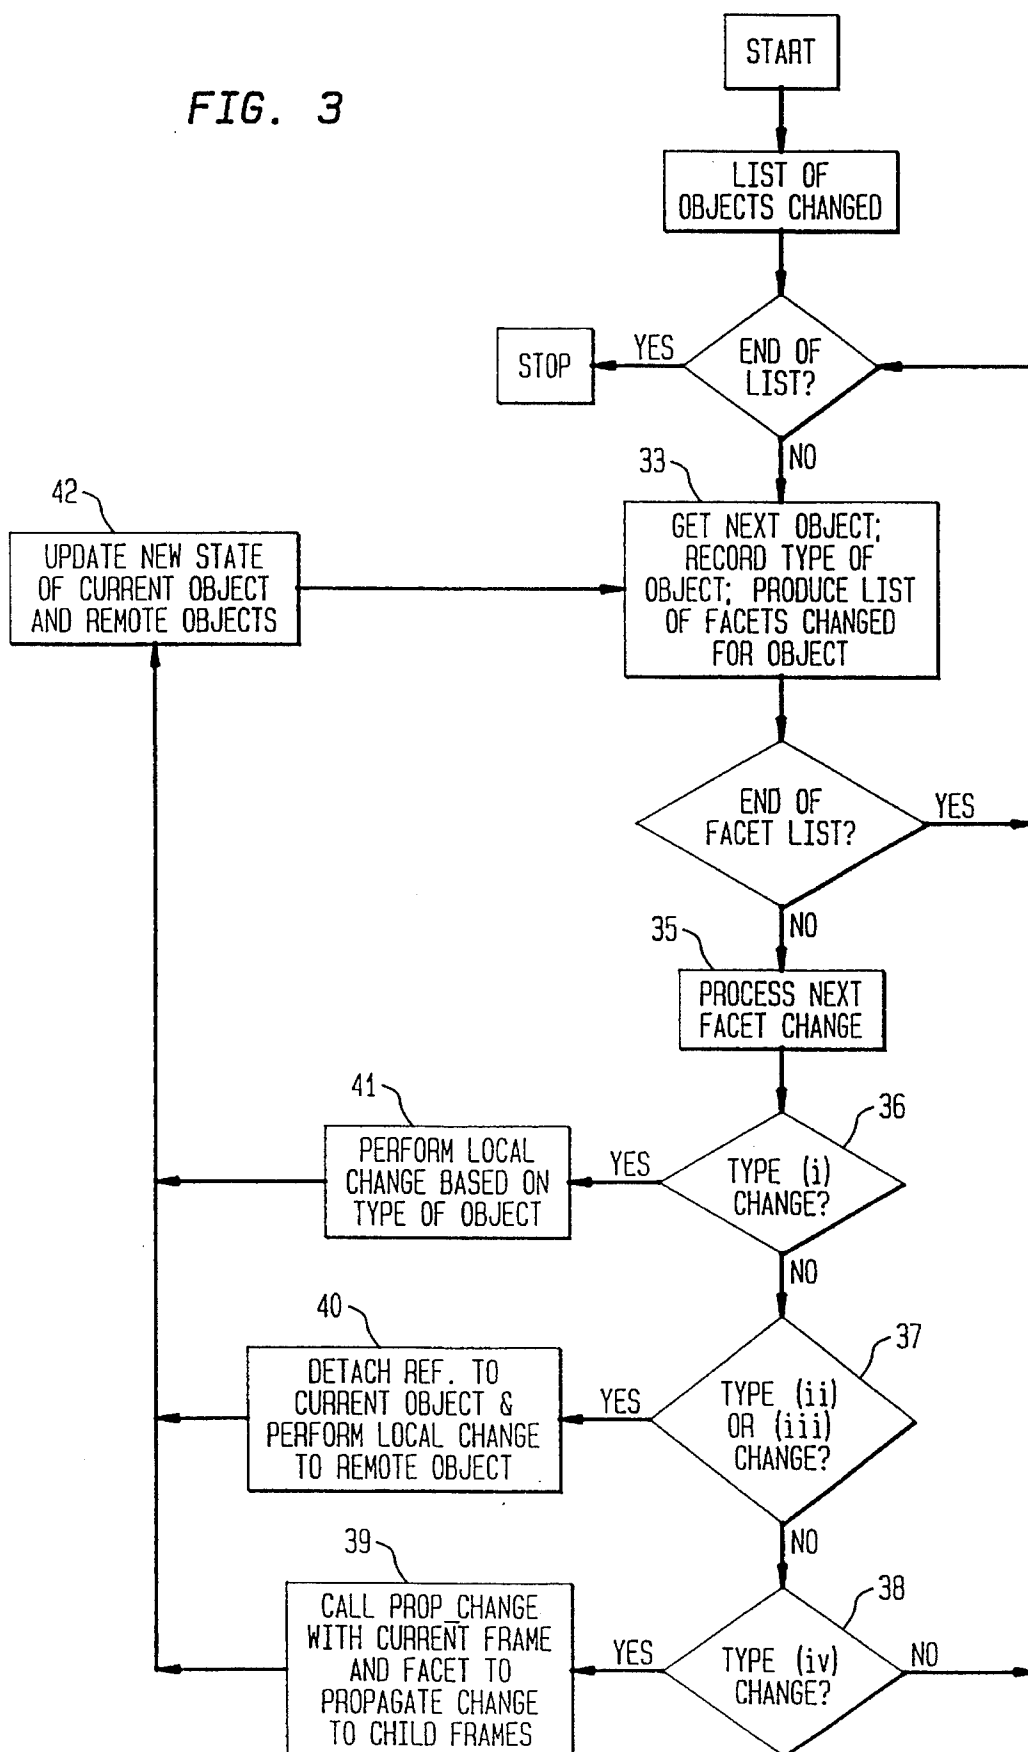 START
FIG. 3
LIST OF
OBJECTS CHANGED
END OF
LIST?
YES
STOP
NO
33
GET NEXT OBJECT;
RECORD TYPE OF
OBJECT; PRODUCE LIST
OF FACETS CHANGED
FOR OBJECT
42
UPDATE NEW STATE
OF CURRENT OBJECT
AND REMOTE OBJECTS
END OF
FACET LIST?
YES
NO
35
PROCESS NEXT
FACET CHANGE
36
TYPE (i)
CHANGE?
YES
41
PERFORM LOCAL
CHANGE BASED ON
TYPE OF OBJECT
NO
37
TYPE (ii)
OR (iii)
CHANGE?
YES
40
DETACH REF. TO
CURRENT OBJECT &
PERFORM LOCAL CHANGE
TO REMOTE OBJECT
NO
38
TYPE (iv)
CHANGE?
NO
YES
39
CALL PROP_CHANGE
WITH CURRENT FRAME
AND FACET TO
PROPAGATE CHANGE
TO CHILD FRAMES